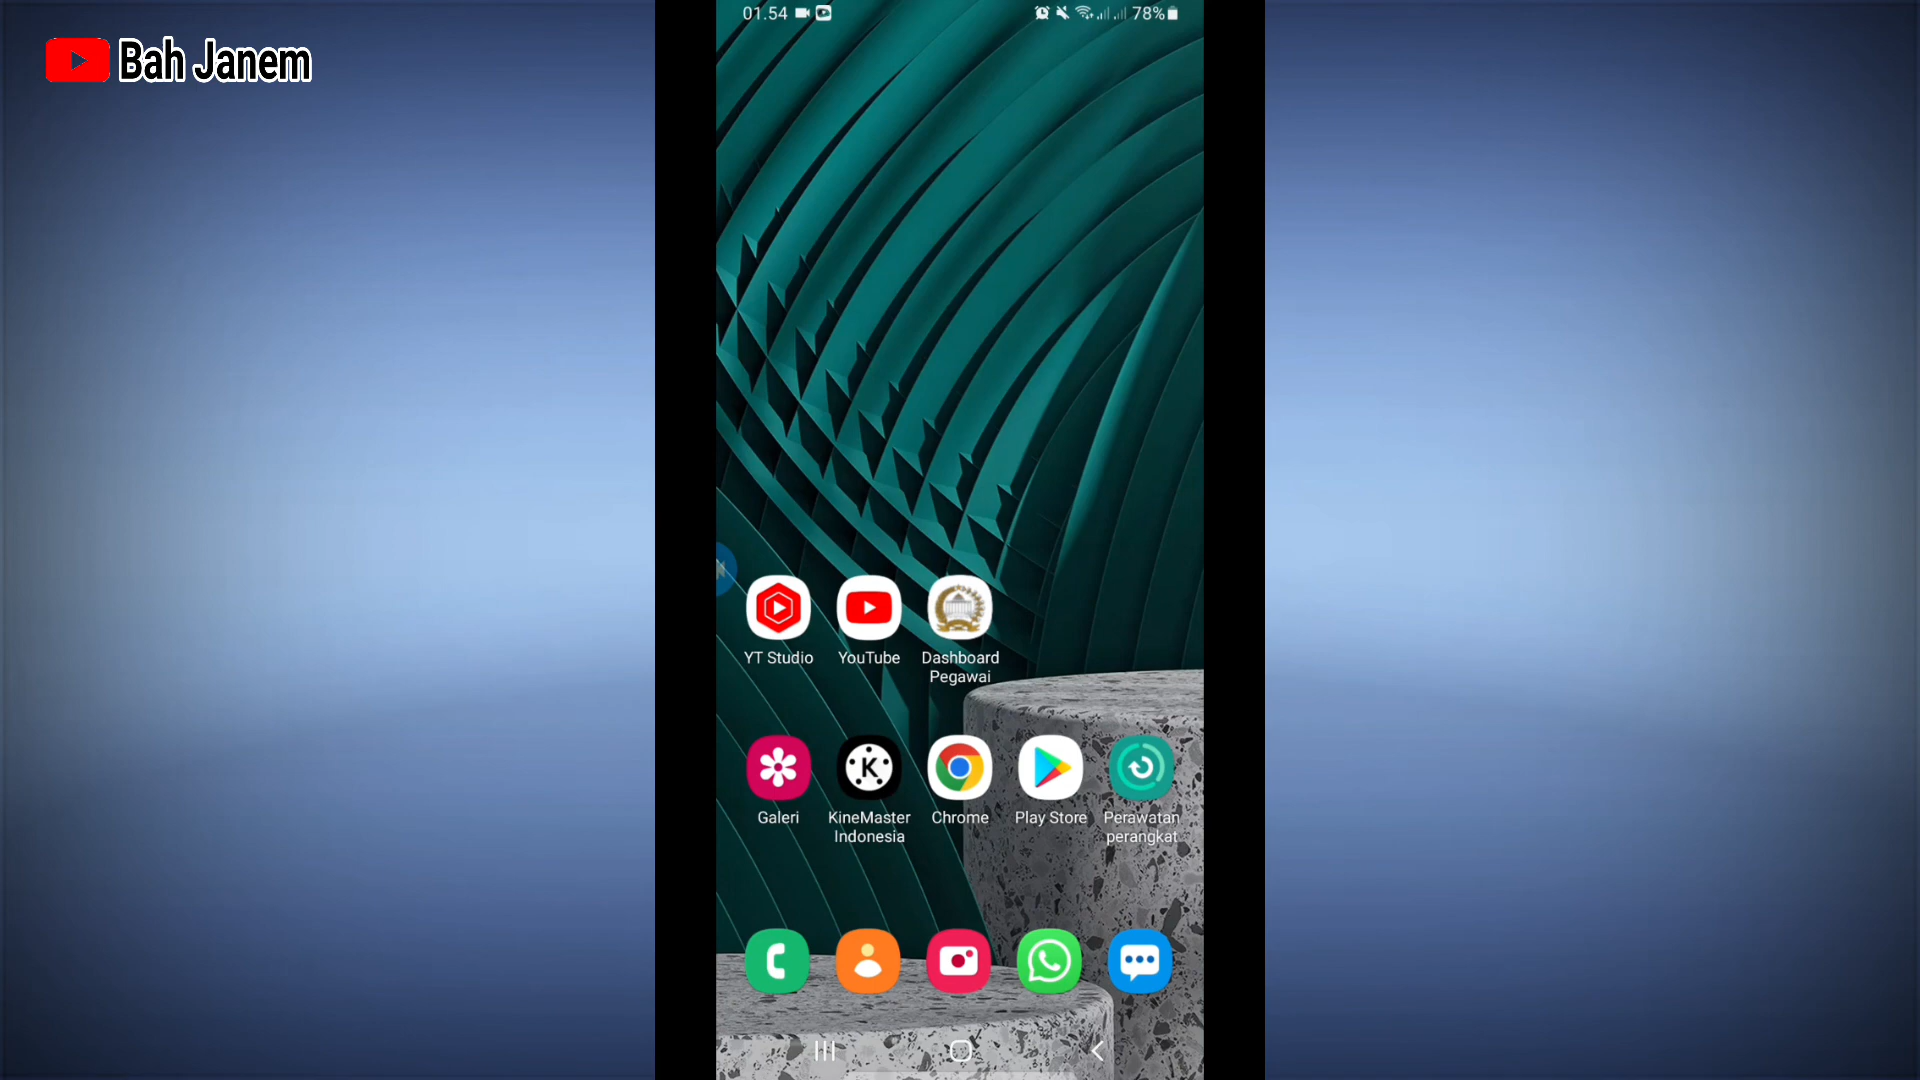 01.54
78%
Bah Janem
YT Studio
YouTube
Dashboard
Pegawai
Galeri
KineMaster
Indonesia
Chrome
Play Store
Perawatan
perangkat